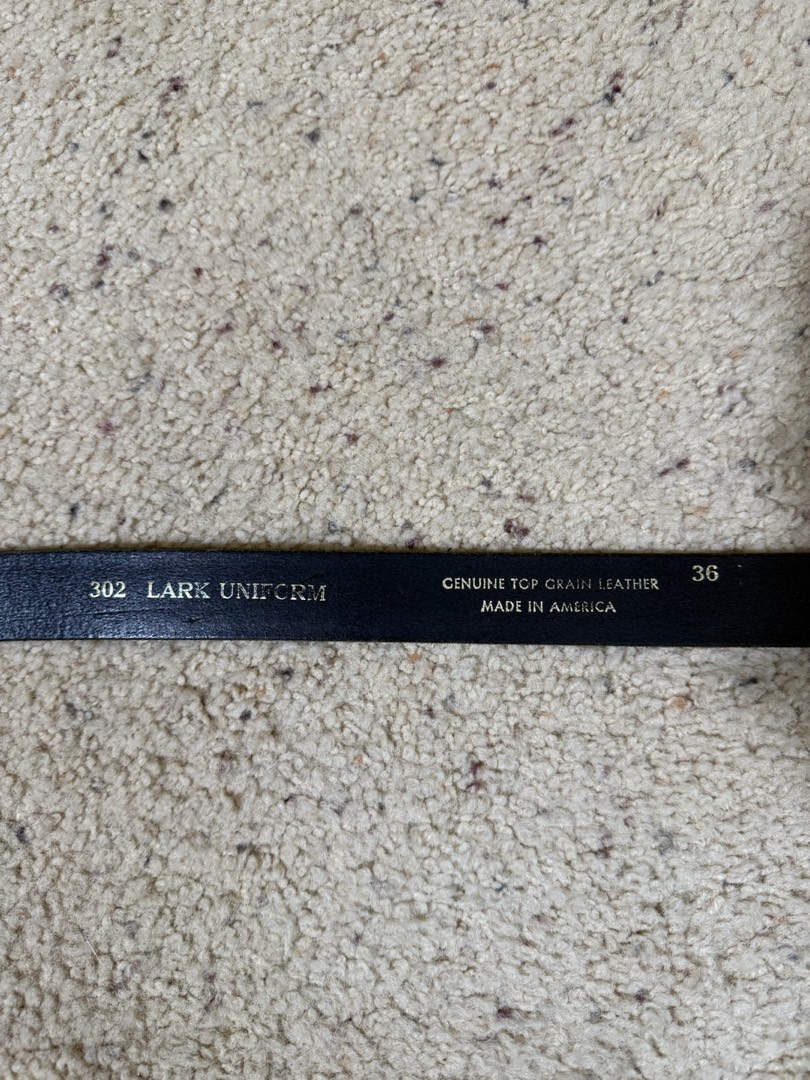 302 LARK UNIFORM
GENUINE TOP GRAIN LEATHER
MADE IN AMERICA
36